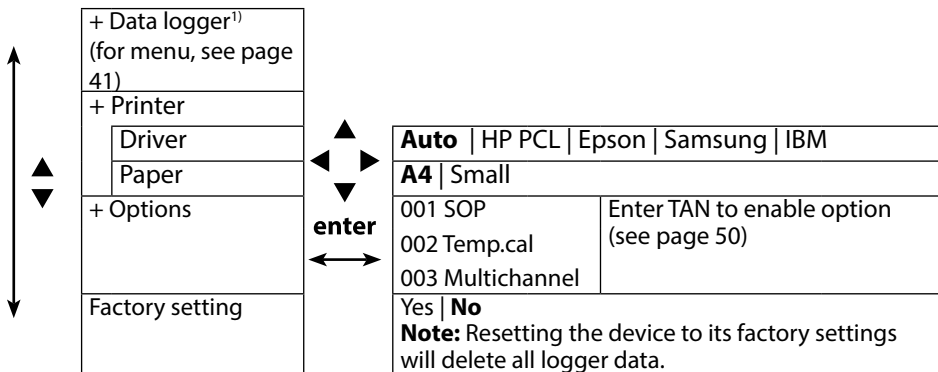 + Data logger1)
(for menu, see page
41)
+ Printer
Driver
Auto | HP PCL | Epson | Samsung | IBM
Paper
A4 | Small
+ Options
enter
001 SOP
Enter TAN to enable option
002 Temp.cal
(see page 50)
003 Multichannel
Factory setting
Yes | No
Note: Resetting the device to its factory settings
will delete all logger data.